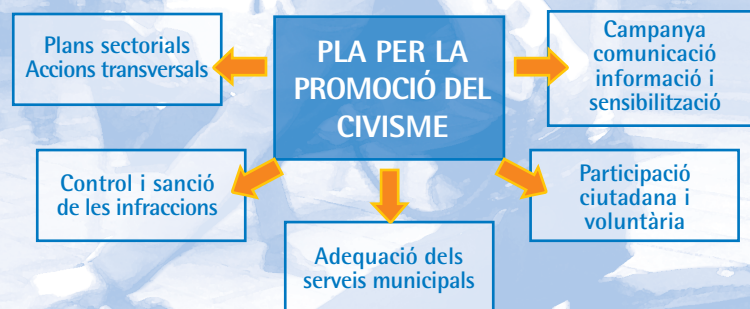 Plans sectorials
Accions transversals
PLA PER LA
PROMOCIÓ DEL
CIVISME
Campanya
comunicació
informació i
sensibilització
Control i sanció
de les infraccions
Adequació dels
serveis municipals
Participació
ciutadana i
voluntària